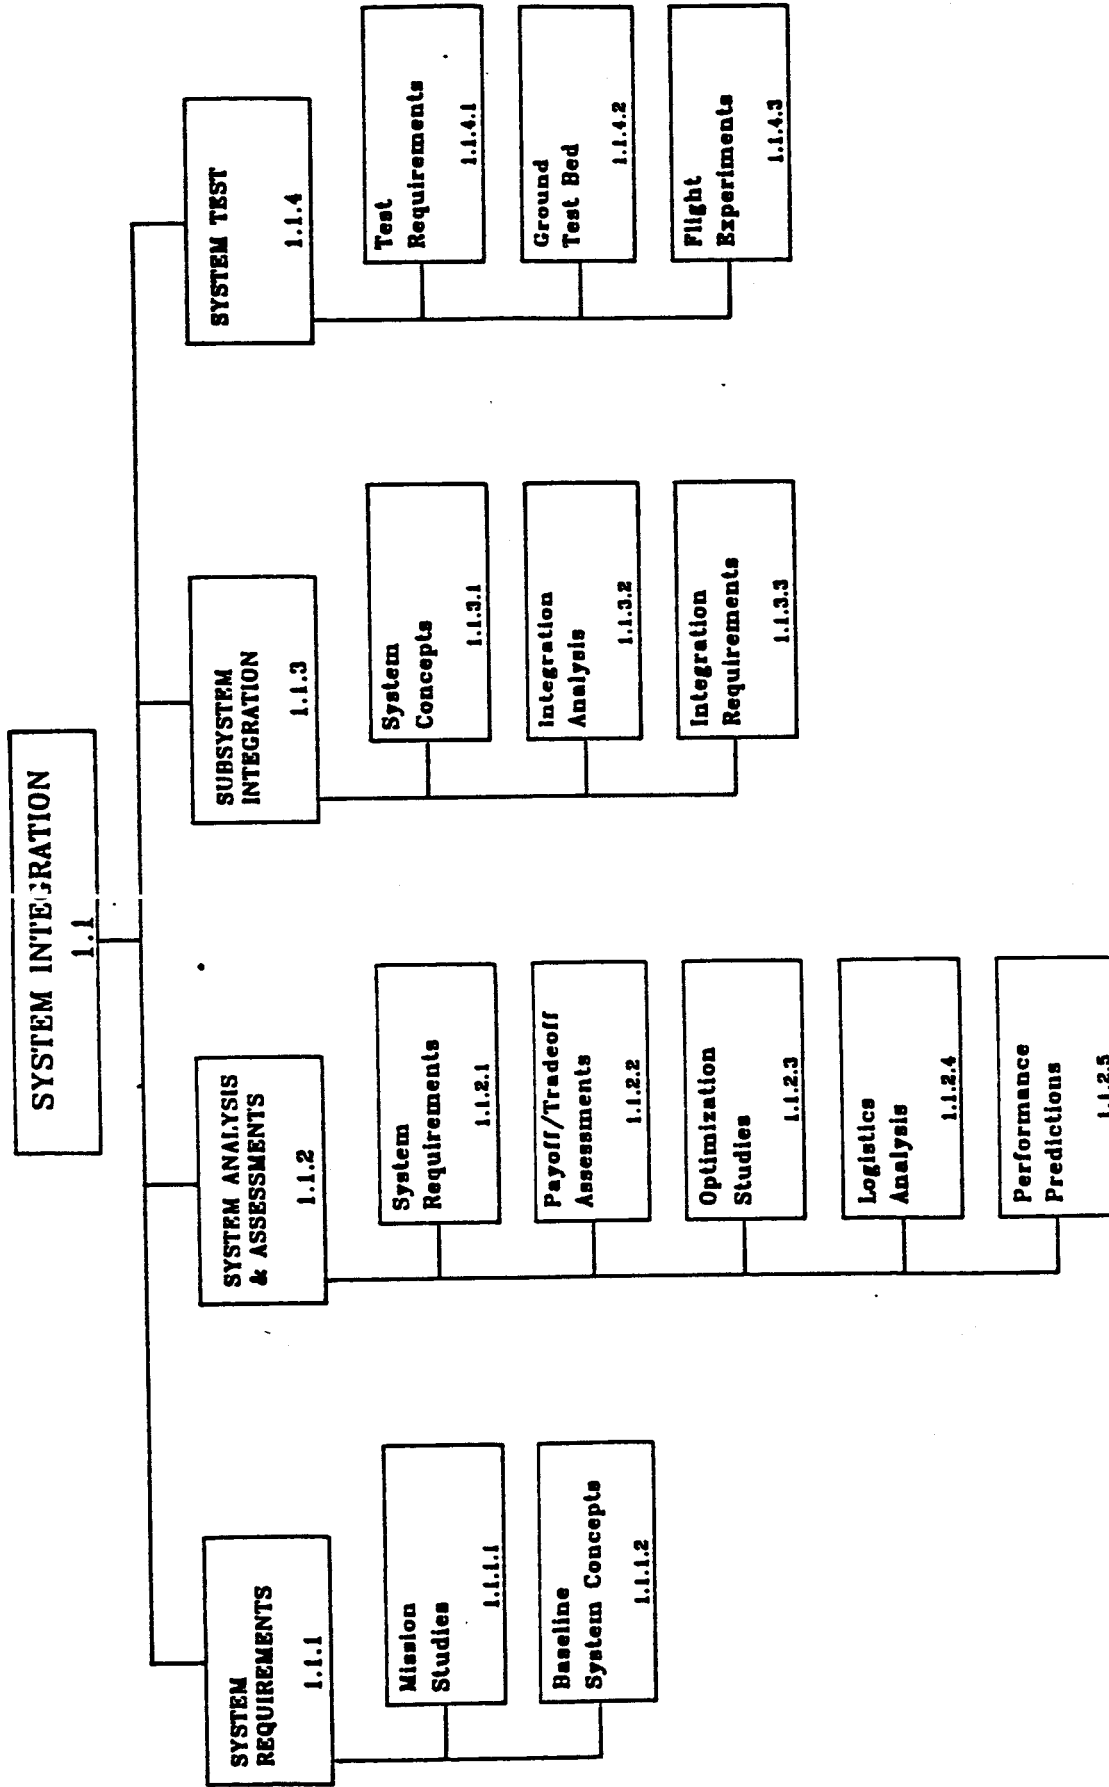 SYSTEM INTEGRATION
1.1
SYSTEM
REQUIREMENTS
1.1.1
Mission
Studies
1.1.1.1
Baseline
System Concepts
1.1.1.2
SYSTEM ANALYSIS
& ASSESSMENTS
1.1.2
System
Requirements
1.1.2.1
Payoff/Tradeoff
Assessments
1.1.2.2
Optimization
Studies
1.1.2.3
Logistics
Analysis
1.1.2.4
Performance
Predictions
1.1.2.5
SUBSYSTEM
INTEGRATION
1.1.3
System
Concepts
1.1.3.1
Integration
Analysis
1.1.3.2
Integration
Requirements
1.1.3.3
SYSTEM TEST
1.1.4
Test
Requirements
1.1.4.1
Ground
Test Bed
1.1.4.2
Flight
Experiments
1.1.4.3